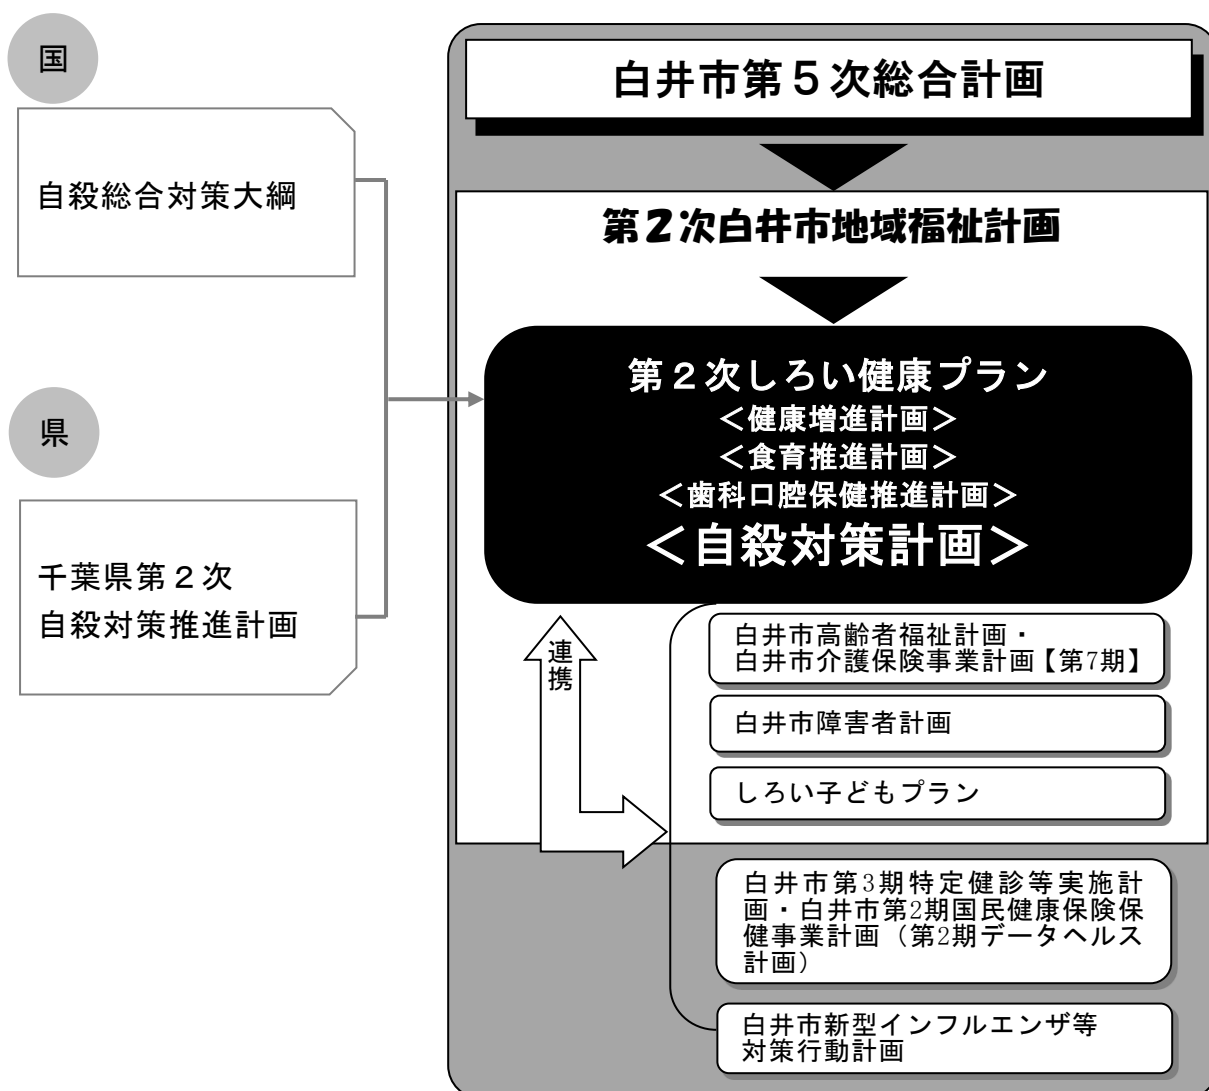 国
自殺総合対策大綱
県
千葉県第２次
自殺対策推進計画
白井市第５次総合計画
第２次白井市地域福祉計画
第２次しろい健康プラン
＜健康増進計画＞
＜食育推進計画＞
＜歯科口腔保健推進計画＞
＜自殺対策計画＞
連
携
白井市高齢者福祉計画・
白井市介護保険事業計画【第7期】
白井市障害者計画
しろい子どもプラン
白井市第3期特定健診等実施計
画・白井市第2期国民健康保険保
健事業計画（第2期データヘルス
計画）
白井市新型インフルエンザ等
対策行動計画